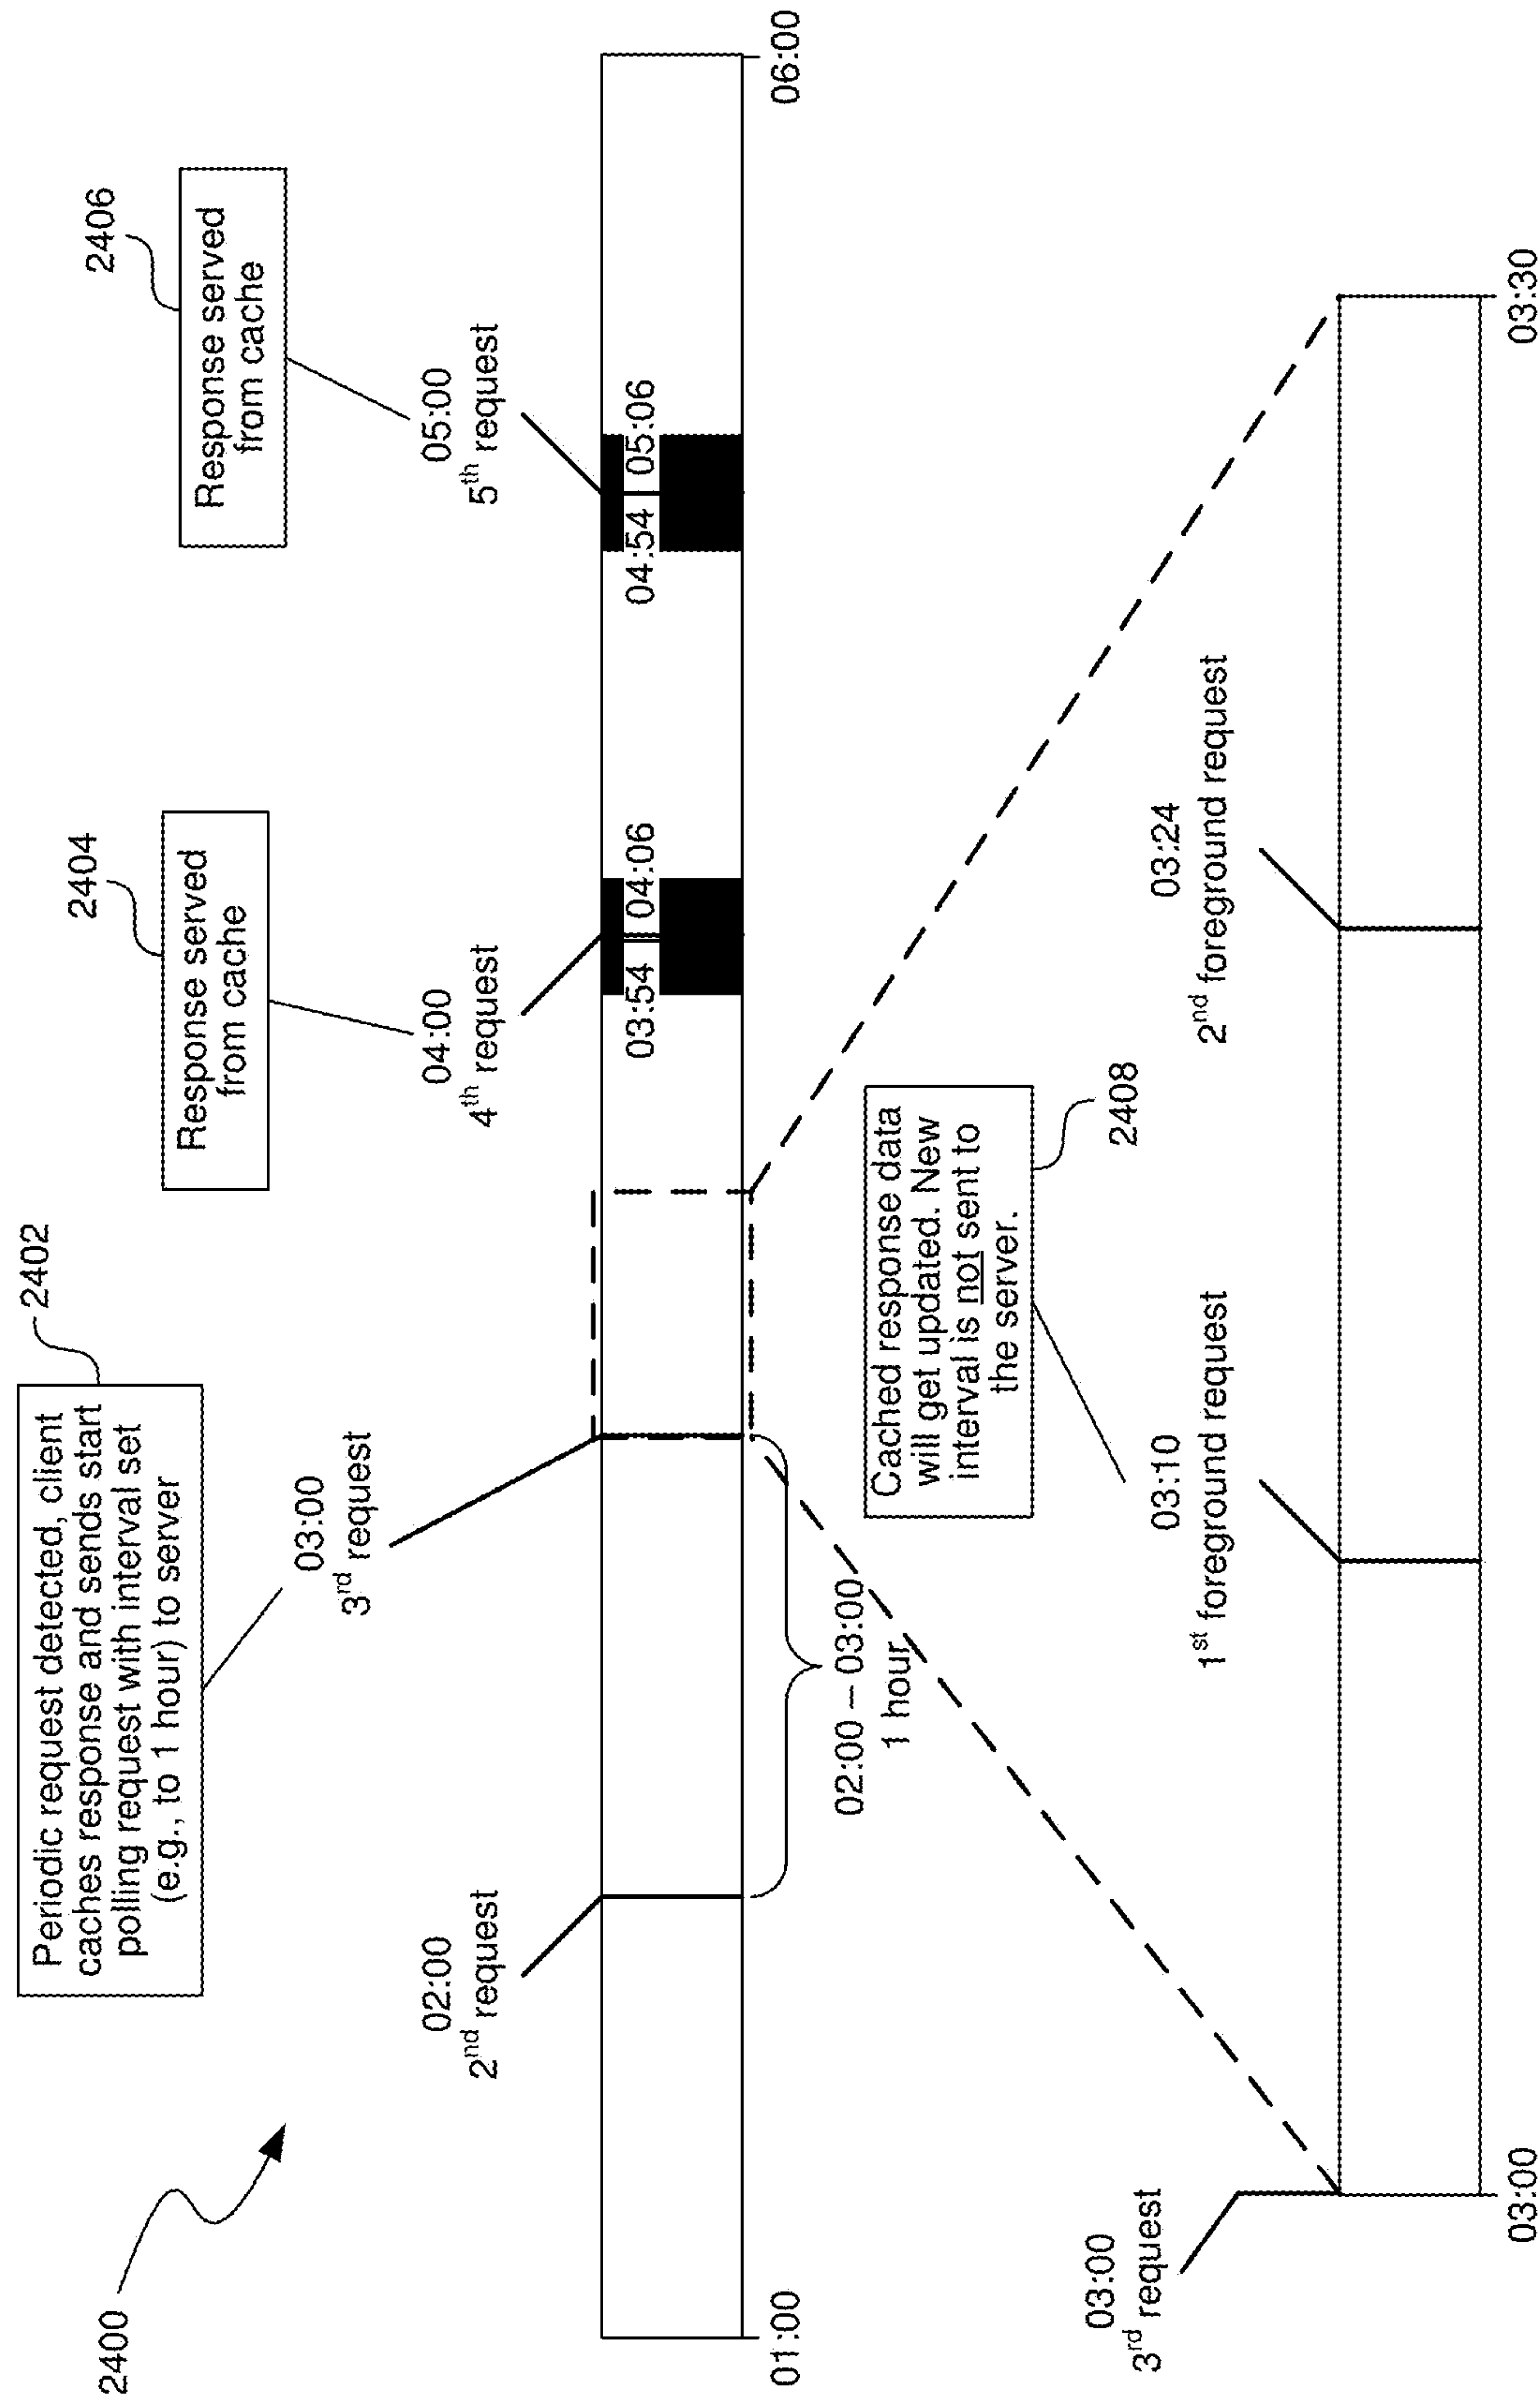 2400
Periodic request detected, client
caches response and sends start
polling request with interval set
(e.g., to 1 hour) to server
2402
Response served
from cache
2404
Response served
from cache
2406
02:00
2nd request
03:00
3rd request
04:00
4th request
05:00
5th request
03:54 04:06
04:54 05:06
01:00
06:00
02:00 – 03:00
1 hour
Cached response data
will get updated. New
interval is not sent to
the server.
2408
03:00
3rd request
03:10
1st foreground request
03:24
2nd foreground request
03:00
03:30